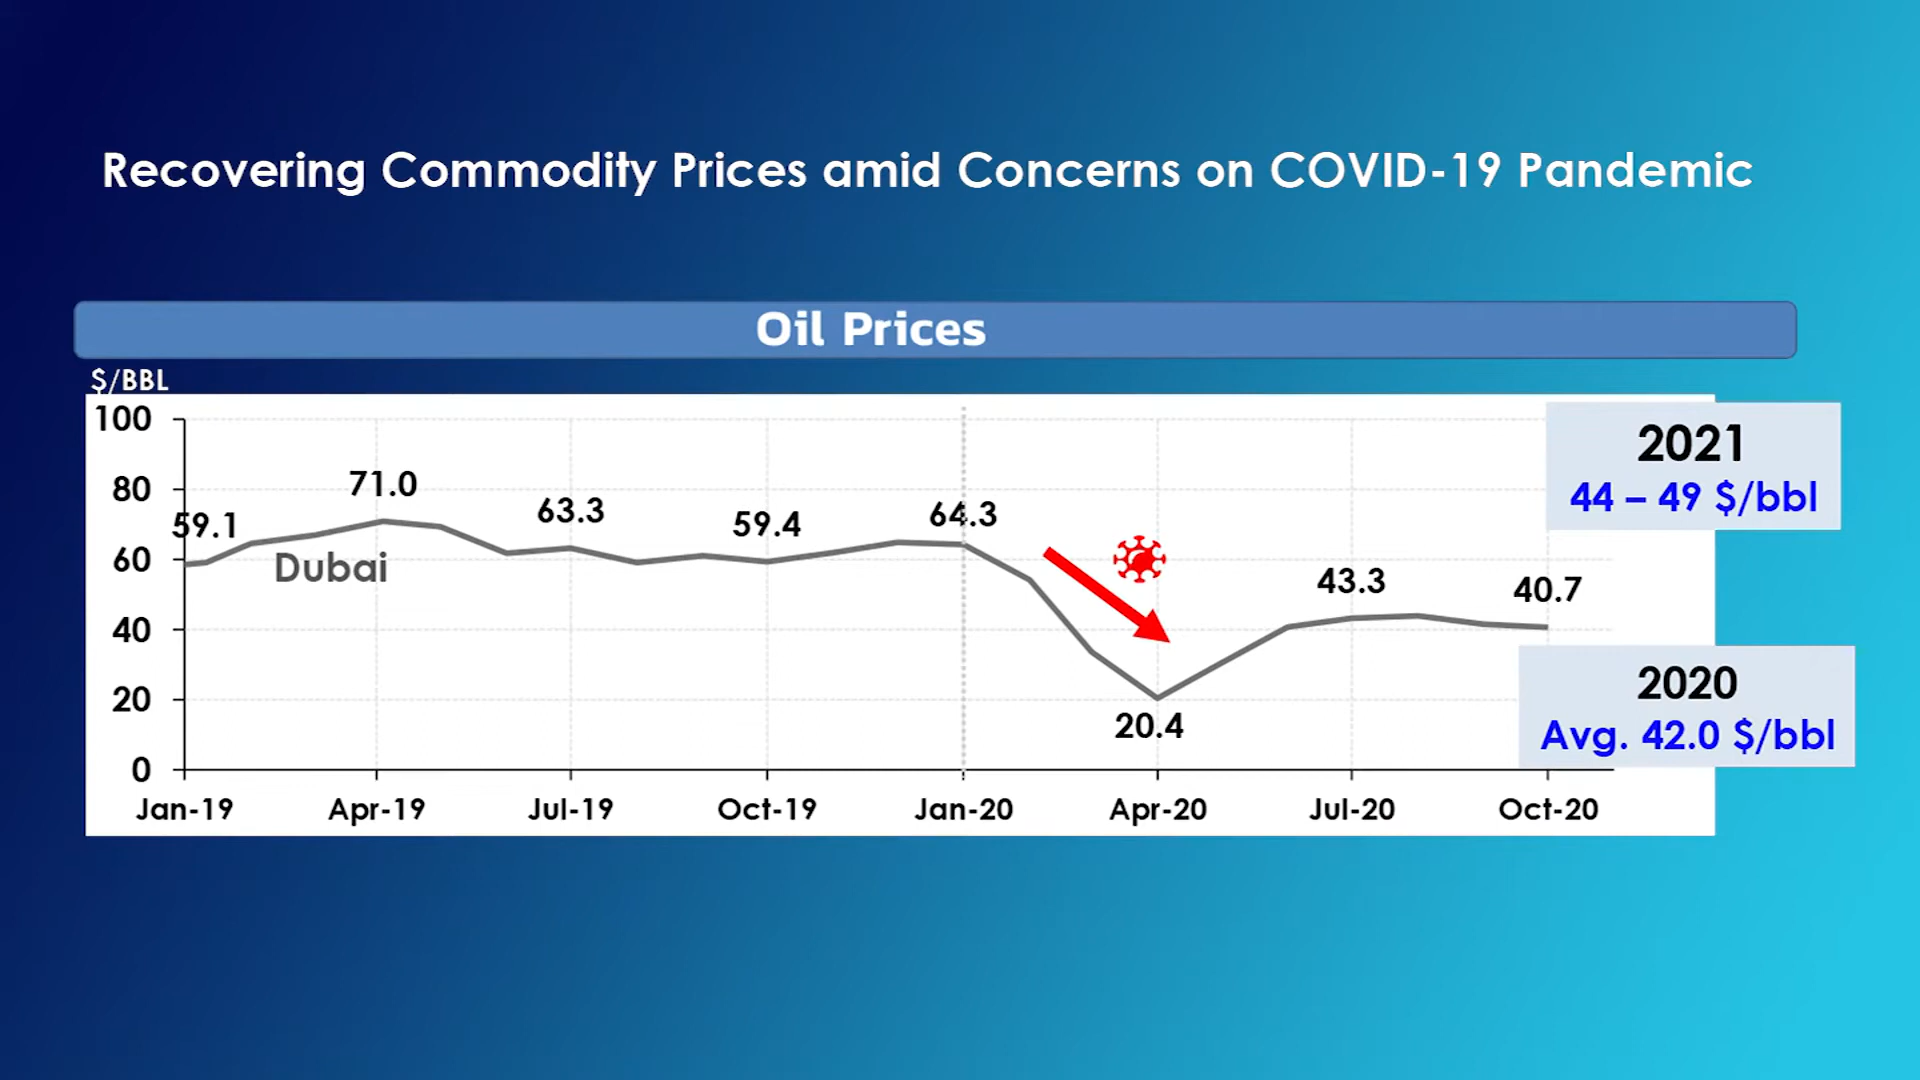 Recovering Commodity Prices amid Concerns on COVID-19 Pandemic
Oil Prices
$/BBL
100
80
60
40
20
0
59.1
71.0
63.3
59.4
64.3
20.4
43.3
40.7
Dubai
2021
44 – 49 $/bbl
2020
Avg. 42.0 $/bbl
Jan-19 Apr-19 Jul-19 Oct-19 Jan-20 Apr-20 Jul-20 Oct-20